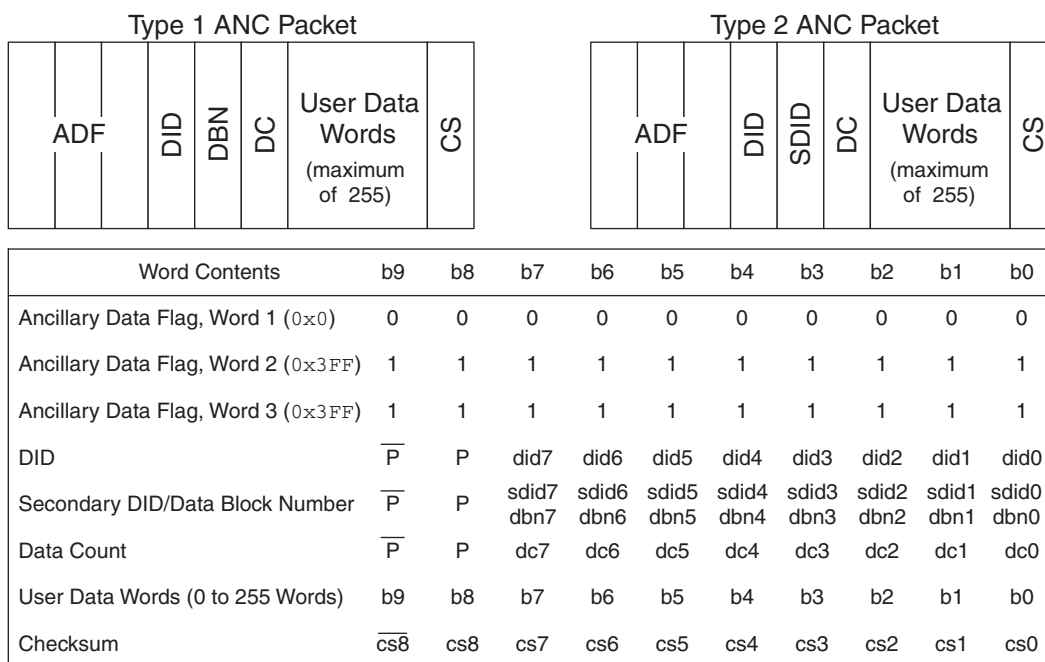 Type 1 ANC Packet
ADF DID DBN DC User Data Words (maximum of 255) CS
Type 2 ANC Packet
ADF DID SDID DC User Data Words (maximum of 255) CS
Word Contents b9 b8 b7 b6 b5 b4 b3 b2 b1 b0
Ancillary Data Flag, Word 1 (0x0) 0 0 0 0 0 0 0 0 0 0
Ancillary Data Flag, Word 2 (0x3FF) 1 1 1 1 1 1 1 1 1 1
Ancillary Data Flag, Word 3 (0x3FF) 1 1 1 1 1 1 1 1 1 1
DID P̅ P did7 did6 did5 did4 did3 did2 did1 did0
Secondary DID/Data Block Number P̅ P sdid7 sdid6 sdid5 sdid4 sdid3 sdid2 sdid1 sdid0
dbn7 dbn6 dbn5 dbn4 dbn3 dbn2 dbn1 dbn0
Data Count P̅ P dc7 dc6 dc5 dc4 dc3 dc2 dc1 dc0
User Data Words (0 to 255 Words) b9 b8 b7 b6 b5 b4 b3 b2 b1 b0
Checksum c̅s̅8̅ cs8 cs7 cs6 cs5 cs4 cs3 cs2 cs1 cs0